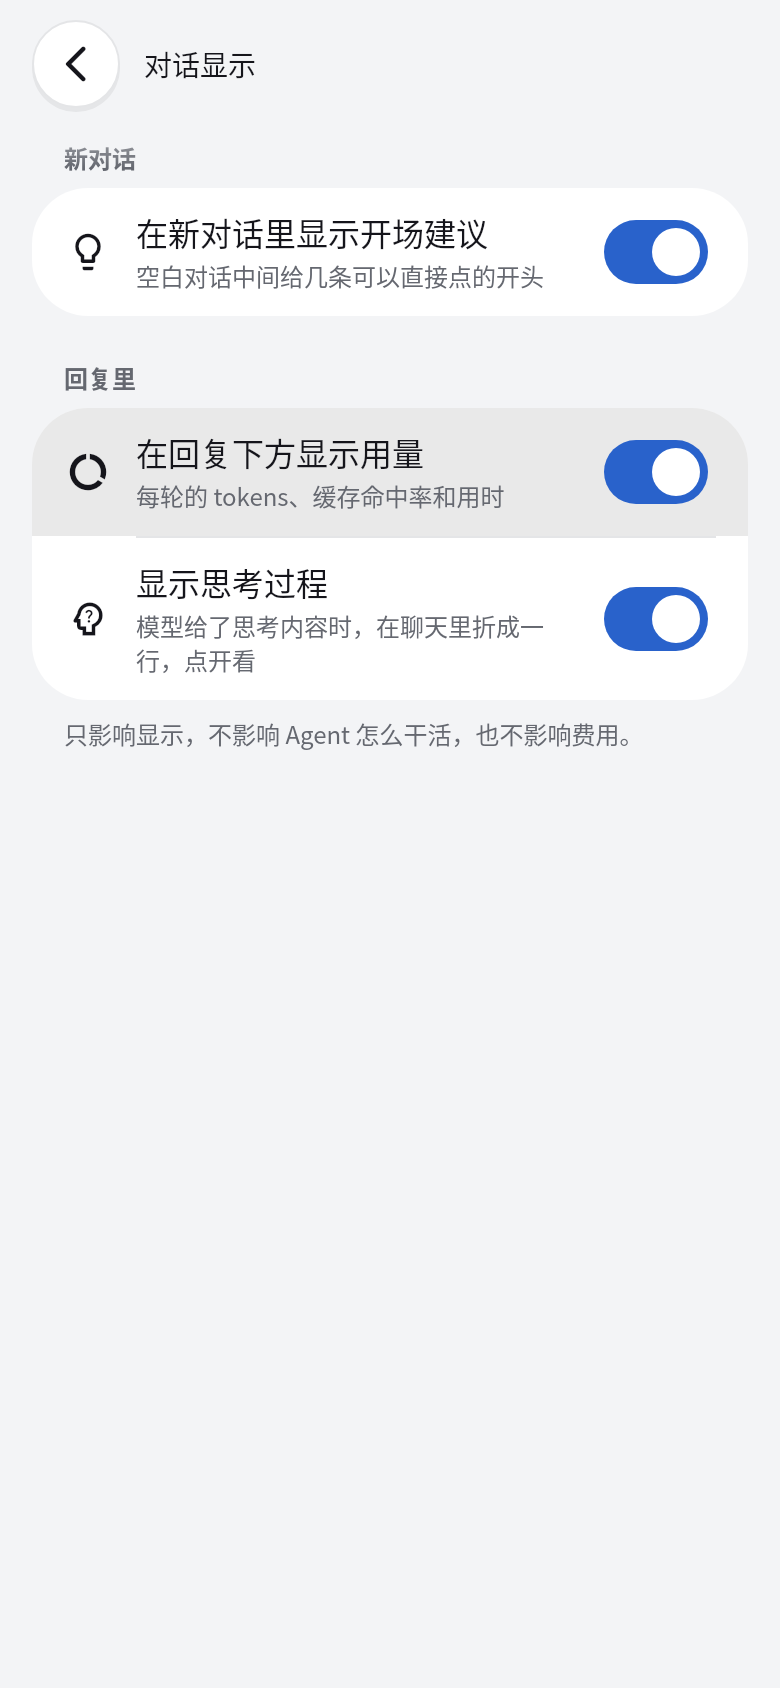 对话显示
新对话
在新对话里显示开场建议
空白对话中间给几条可以直接点的开头
回复里
在回复下方显示用量
每轮的 tokens、缓存命中率和用时
显示思考过程
模型给了思考内容时，在聊天里折成一
行，点开看
只影响显示，不影响 Agent 怎么干活，也不影响费用。